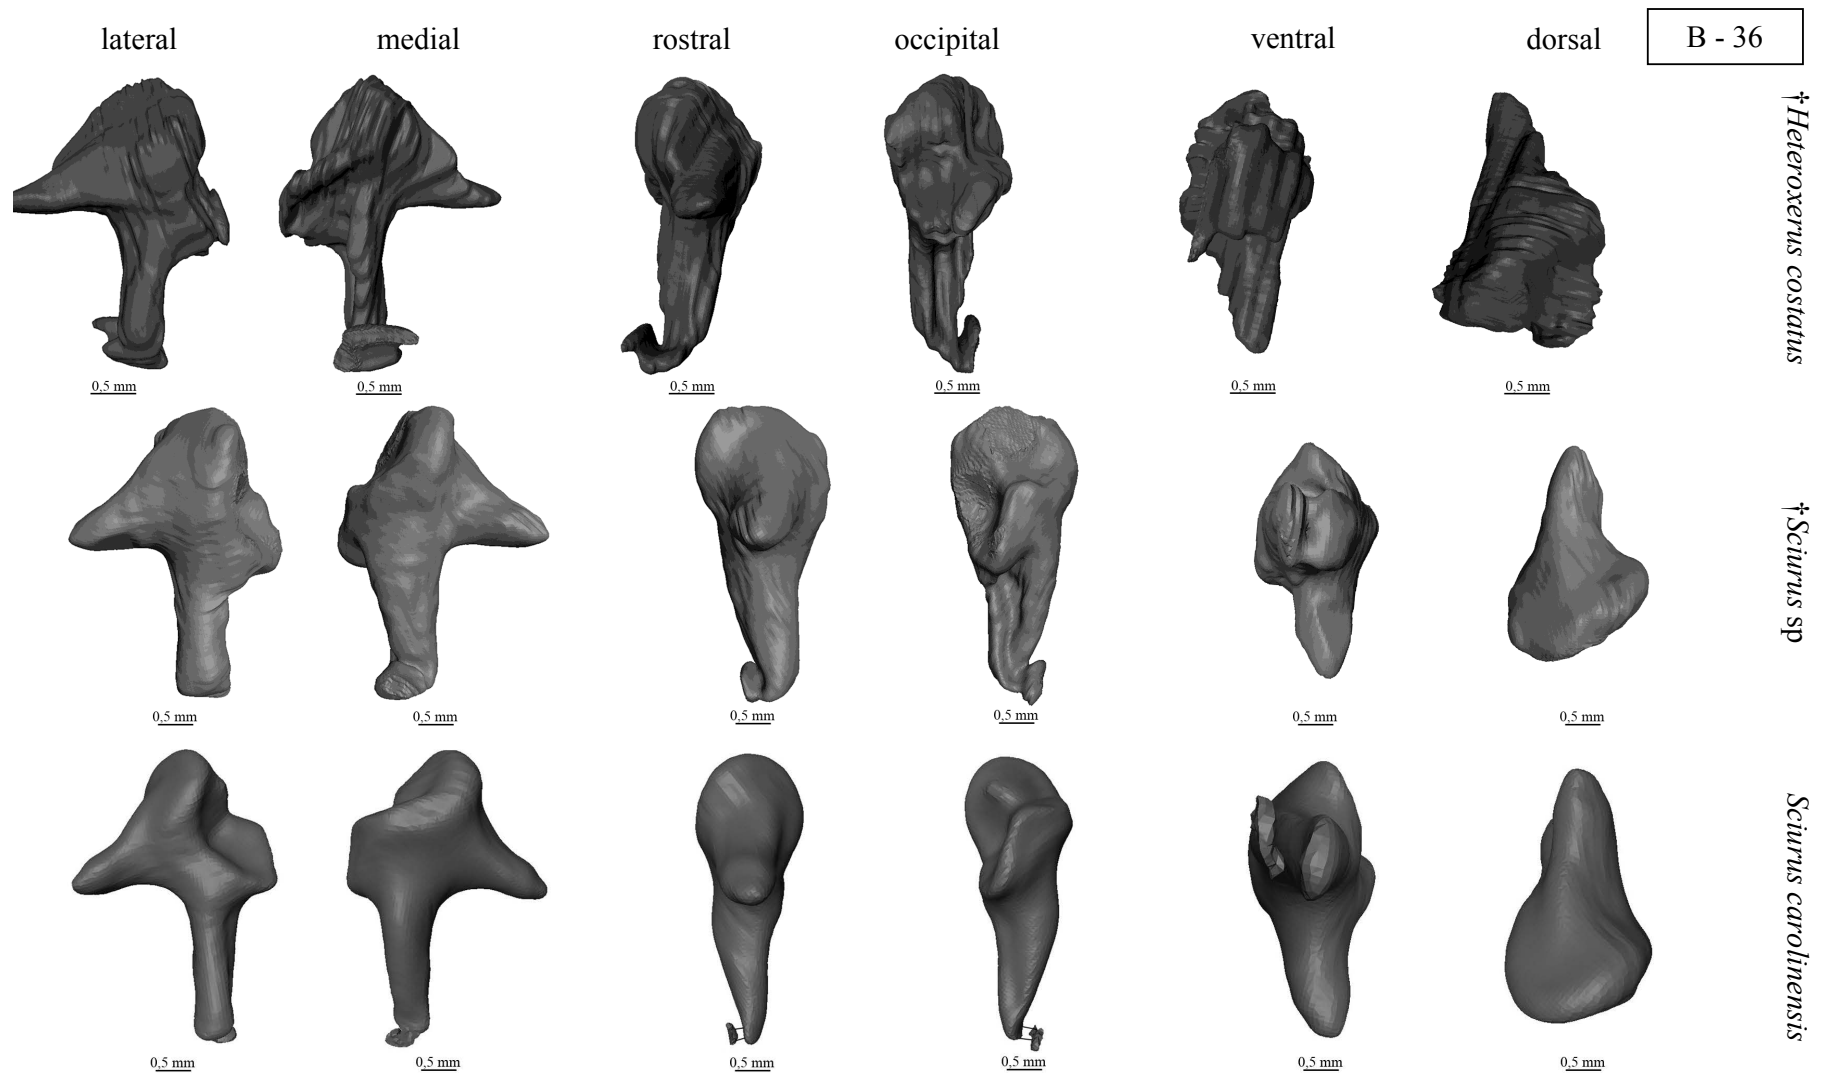 lateral medial rostral occipital ventral dorsal B - 36
†Heteroxerus costatus
0,5 mm 0,5 mm 0,5 mm 0,5 mm 0,5 mm 0,5 mm
†Sciurus sp
0,5 mm 0,5 mm 0,5 mm 0,5 mm 0,5 mm 0,5 mm
Sciurus carolinensis
0,5 mm 0,5 mm 0,5 mm 0,5 mm 0,5 mm 0,5 mm